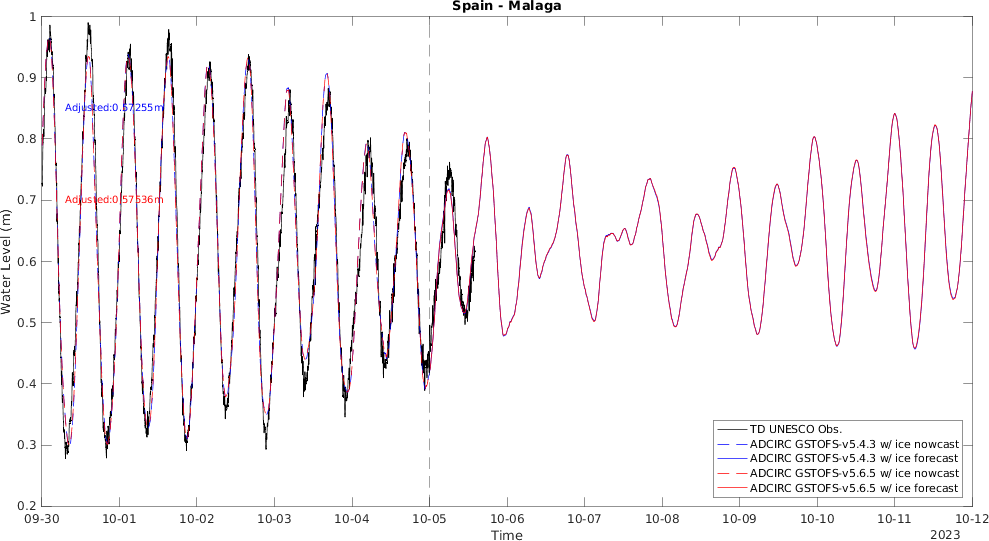 Spain - Malaga
1
0.9
0.8
0.7
0.6
0.5
0.4
0.3
0.2
Water Level (m)
Adjusted:0.57255m
Adjusted:0.57536m
TD UNESCO Obs.
ADCIRC GSTOFS-v5.4.3 w/ ice nowcast
ADCIRC GSTOFS-v5.4.3 w/ ice forecast
ADCIRC GSTOFS-v5.6.5 w/ ice nowcast
ADCIRC GSTOFS-v5.6.5 w/ ice forecast
09-30 10-01 10-02 10-03 10-04 10-05 10-06 10-07 10-08 10-09 10-10 10-11 10-12
Time
2023